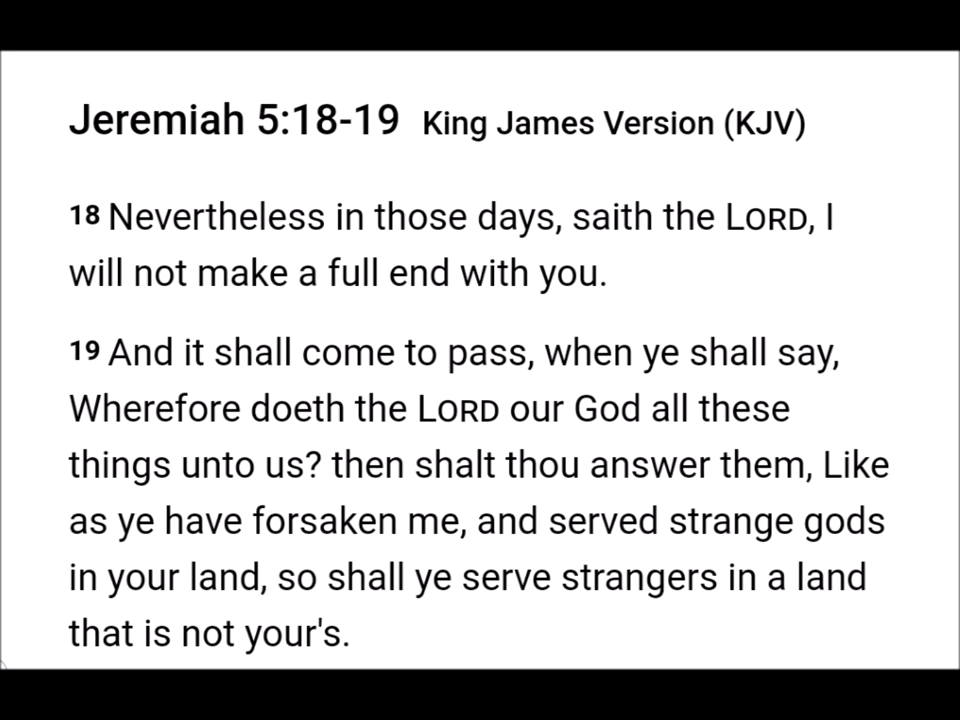 Jeremiah 5:18-19 King James Version (KJV)
18 Nevertheless in those days, saith the LORD, I
will not make a full end with you.
19 And it shall come to pass, when ye shall say,
Wherefore doeth the LORD our God all these
things unto us? then shalt thou answer them, Like
as ye have forsaken me, and served strange gods
in your land, so shall ye serve strangers in a land
that is not your's.